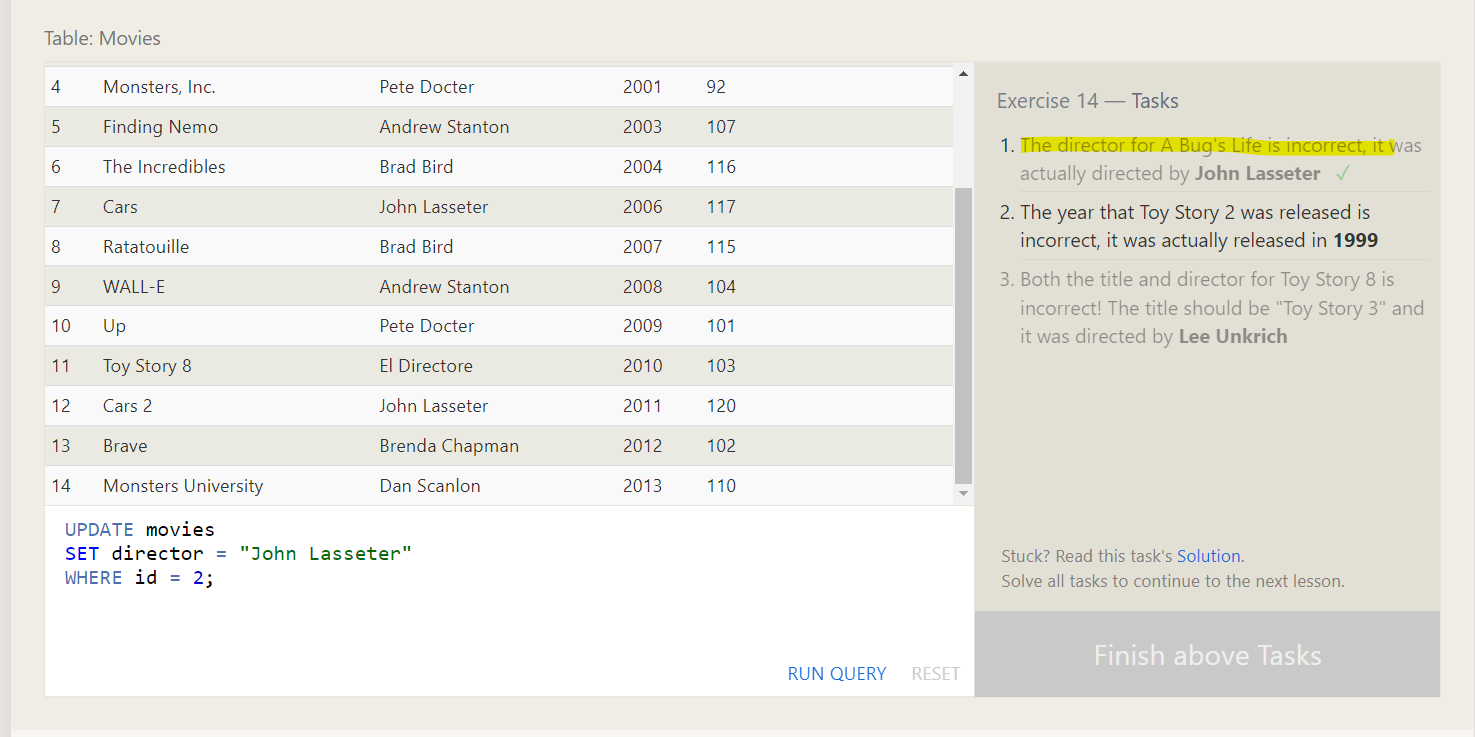 Table: Movies
4 Monsters, Inc. Pete Docter 2001 92
5 Finding Nemo Andrew Stanton 2003 107
6 The Incredibles Brad Bird 2004 116
7 Cars John Lasseter 2006 117
8 Ratatouille Brad Bird 2007 115
9 WALL-E Andrew Stanton 2008 104
10 Up Pete Docter 2009 101
11 Toy Story 8 El Directore 2010 103
12 Cars 2 John Lasseter 2011 120
13 Brave Brenda Chapman 2012 102
14 Monsters University Dan Scanlon 2013 110
UPDATE movies
SET director = "John Lasseter"
WHERE id = 2;
RUN QUERY RESET
Exercise 14 — Tasks
1. The director for A Bug's Life is incorrect, it was
actually directed by John Lasseter ✓
2. The year that Toy Story 2 was released is
incorrect, it was actually released in 1999
3. Both the title and director for Toy Story 8 is
incorrect! The title should be "Toy Story 3" and
it was directed by Lee Unkrich
Stuck? Read this task's Solution.
Solve all tasks to continue to the next lesson.
Finish above Tasks